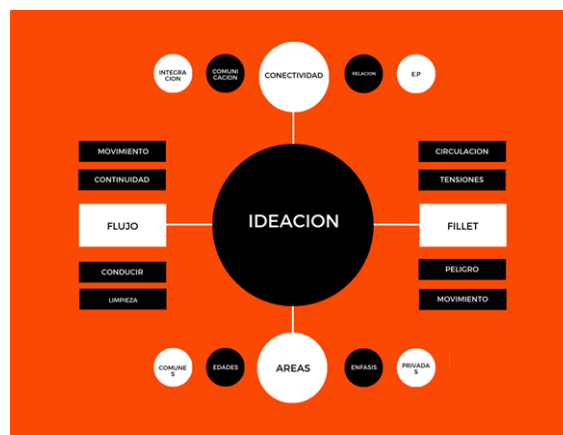 INTEGRA
CION
COMUNI
CACION
CONECTIVIDAD
RELACION
E.P
MOVIMIENTO
CONTINUIDAD
FLUJO
CONDUCIR
LIMPIEZA
IDEACION
CIRCULACION
TENSIONES
FILLET
PELIGRO
MOVIMIENTO
COMUNE
S
EDADES
AREAS
ENFASIS
PRIVADA
S